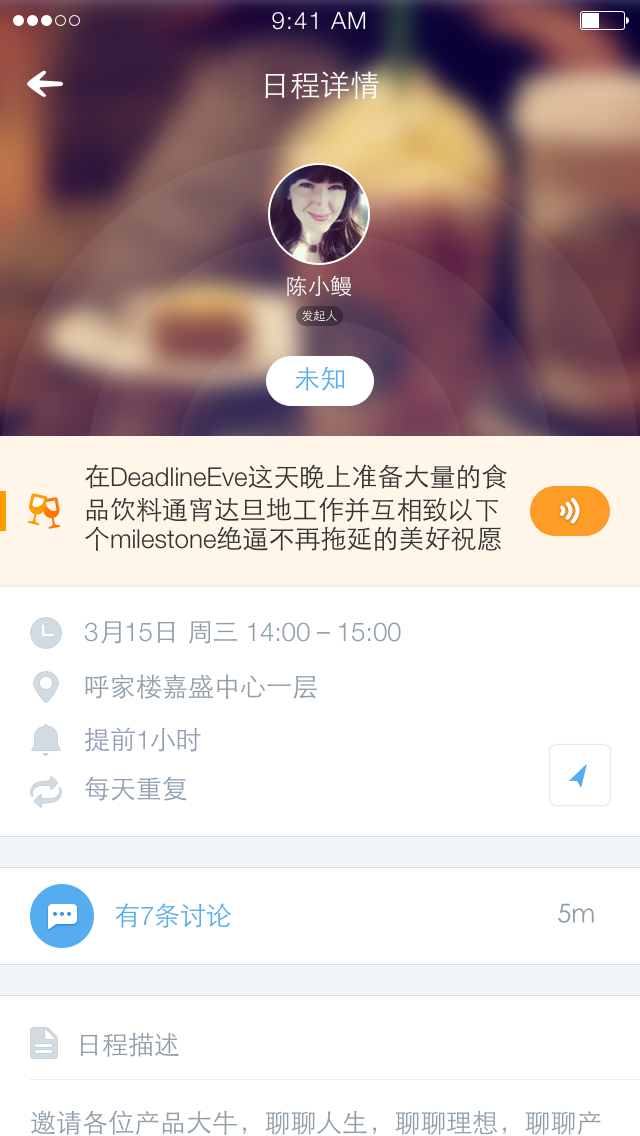 9:41 AM
日程详情
陈小鳗
发起人
未知
在DeadlineEve这天晚上准备大量的食
品饮料通宵达旦地工作并互相致以下
个milestone绝逼不再拖延的美好祝愿
3月15日 周三 14:00 – 15:00
呼家楼嘉盛中心一层
提前1小时
每天重复
有7条讨论
5m
日程描述
邀请各位产品大牛，聊聊人生，聊聊理想，聊聊产